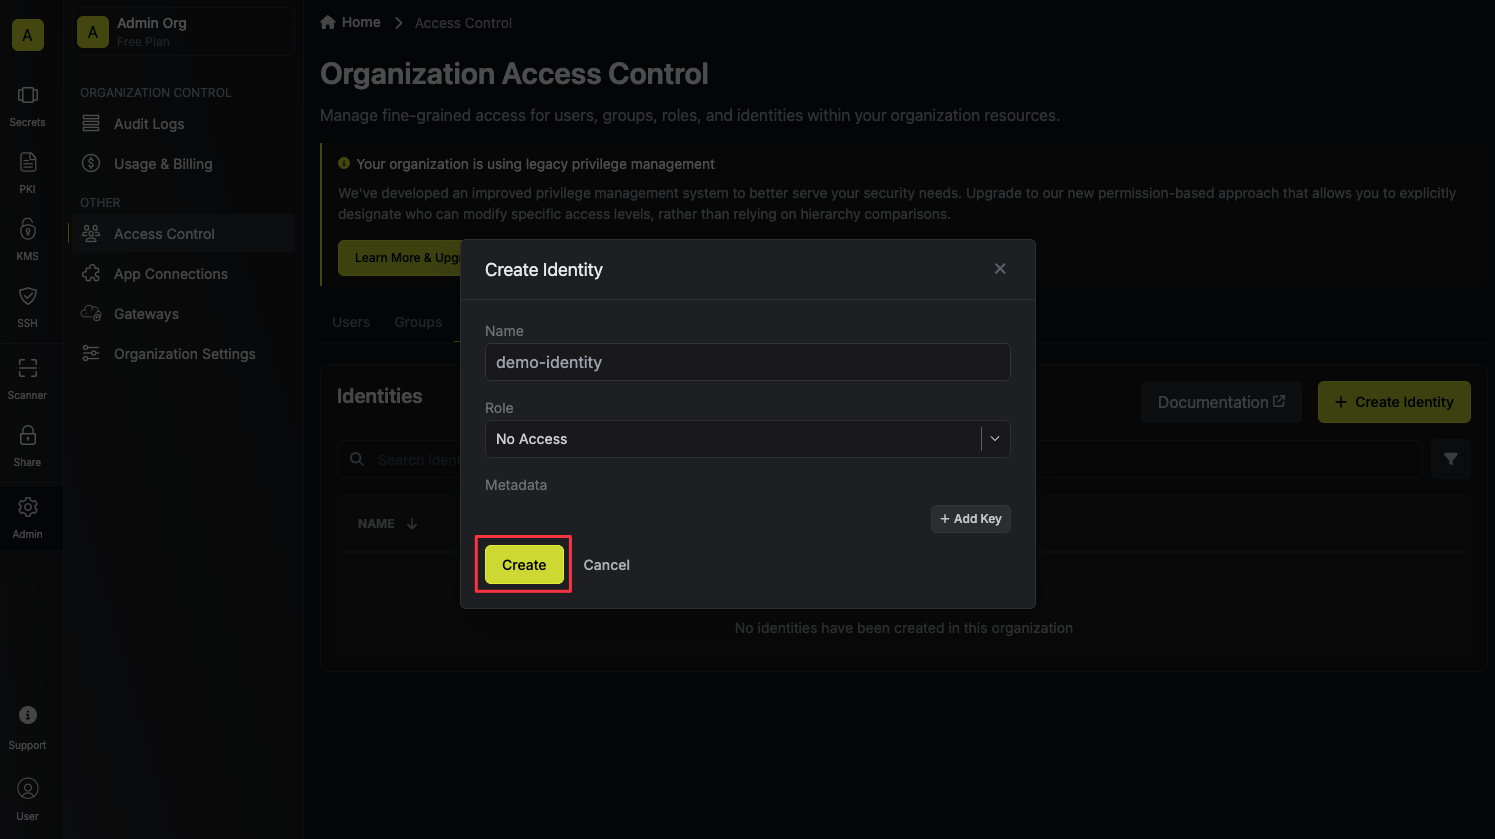 A
Secrets
PKI
KMS
SSH
Scanner
Share
Admin
Support
User
A
Admin Org
Free Plan
ORGANIZATION CONTROL
Audit Logs
Usage & Billing
OTHER
Access Control
App Connections
Gateways
Organization Settings
Home
Access Control
Organization Access Control
Manage fine-grained access for users, groups, roles, and identities within your organization resources.
Your organization is using legacy privilege management
We've developed an improved privilege management system to better serve your security needs. Upgrade to our new permission-based approach that allows you to explicitly
designate who can modify specific access levels, rather than relying on hierarchy comparisons.
Learn More &
Users
Groups
Identities
Documentation
+ Create Identity
Search
NAME
No identities have been created in this organization
Create Identity
Name
demo-identity
Role
No Access
Metadata
+ Add Key
Create
Cancel